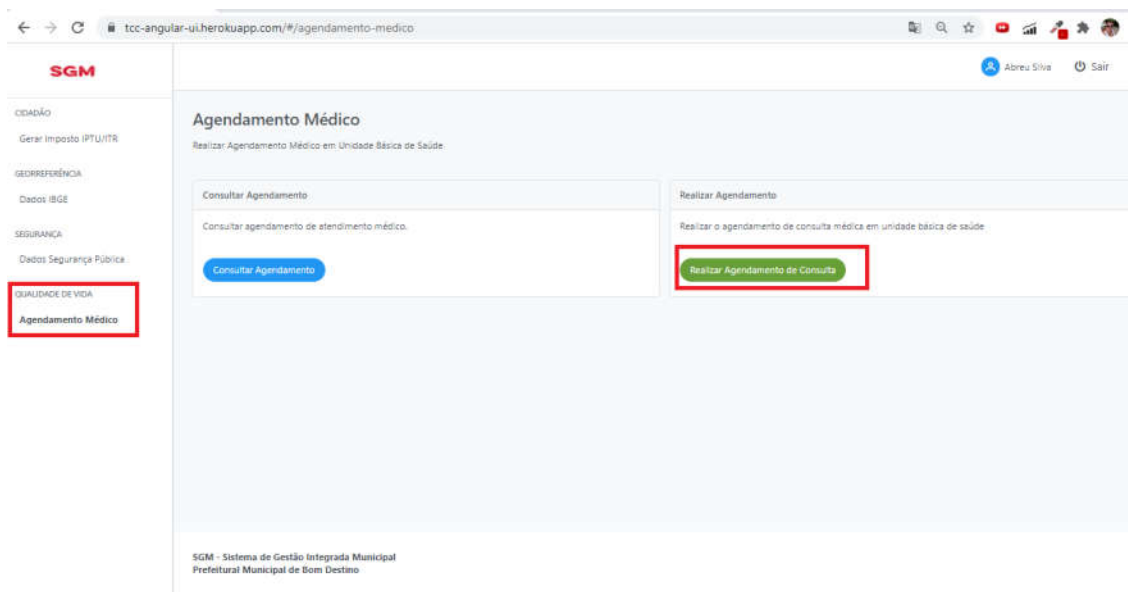 tcc-angular-ui.herokuapp.com/#/agendamento-medico
SGM
Abreu Silva
Sair
CIDADÃO
Gerar Imposto IPTU/ITR
GEORREFERÊNCIA
Dados IBGE
SEGURANÇA
Dados Segurança Pública
QUALIDADE DE VIDA
Agendamento Médico
Agendamento Médico
Realizar Agendamento Médico em Unidade Básica de Saúde
Consultar Agendamento
Consultar agendamento de atendimento médico.
Consultar Agendamento
Realizar Agendamento
Realizar o agendamento de consulta médica em unidade básica de saúde
Realizar Agendamento de Consulta
SGM - Sistema de Gestão Integrada Municipal
Prefeitural Municipal de Bom Destino